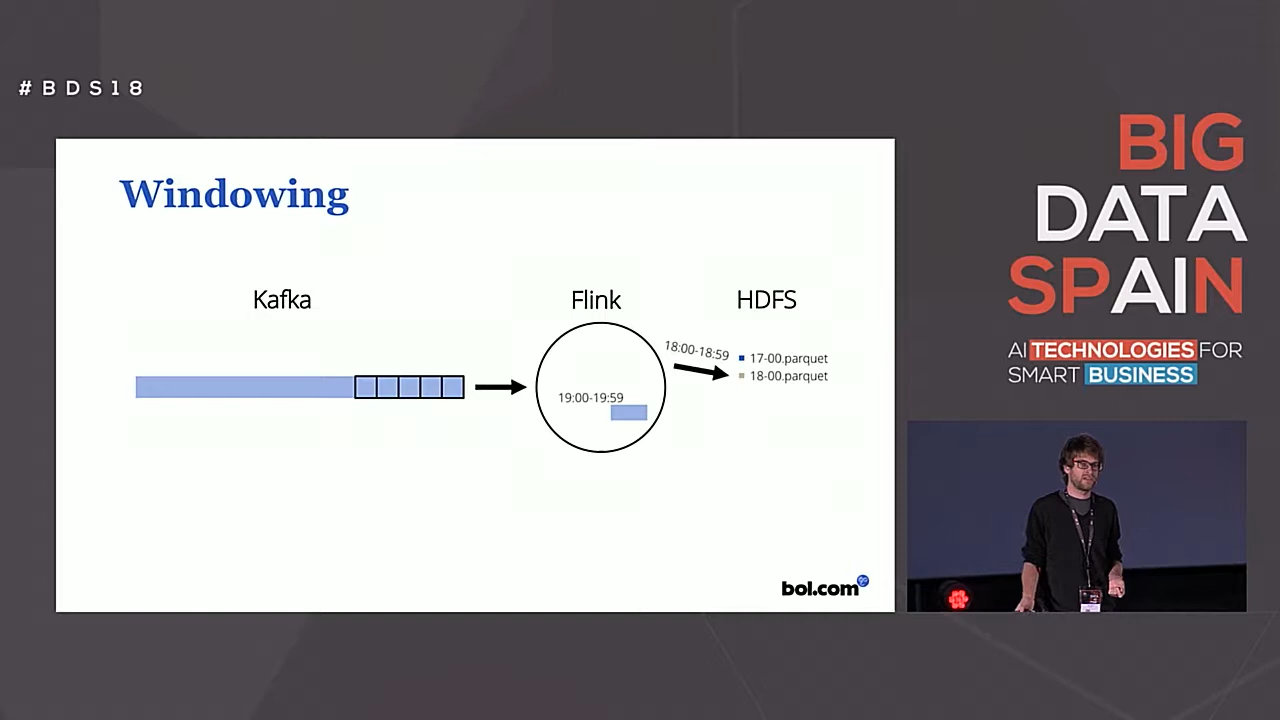 #BDS18
BIG
DATA
SPAIN
AI TECHNOLOGIES FOR
SMART BUSINESS
Windowing
Kafka
Flink
HDFS
18:00-18:59
17-00.parquet
18-00.parquet
19:00-19:59
bol.com